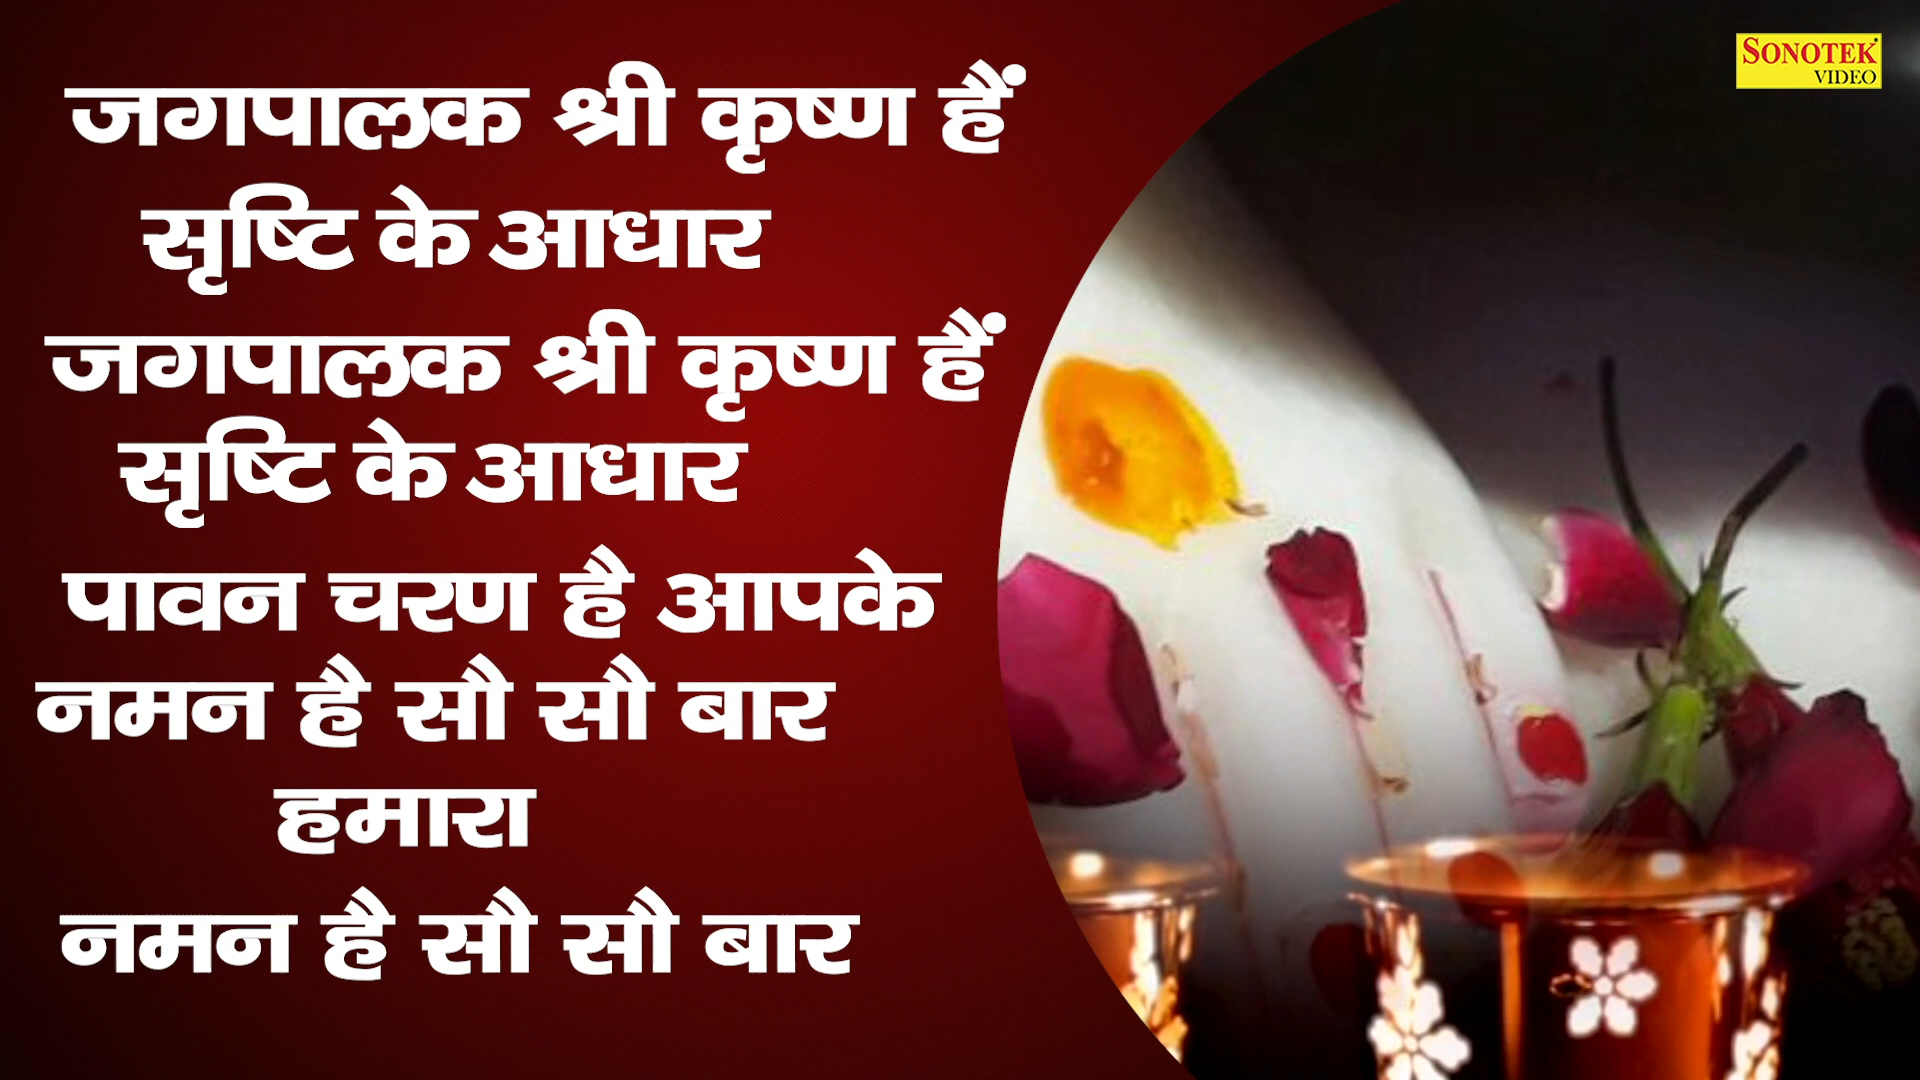 जगपालक श्री कृष्ण हैं
सृष्टि के आधार
जगपालक श्री कृष्ण हैं
सृष्टि के आधार
पावन चरण है आपके
नमन है सौ सौ बार
हमारा
नमन है सौ सौ बार
SONOTEK
VIDEO